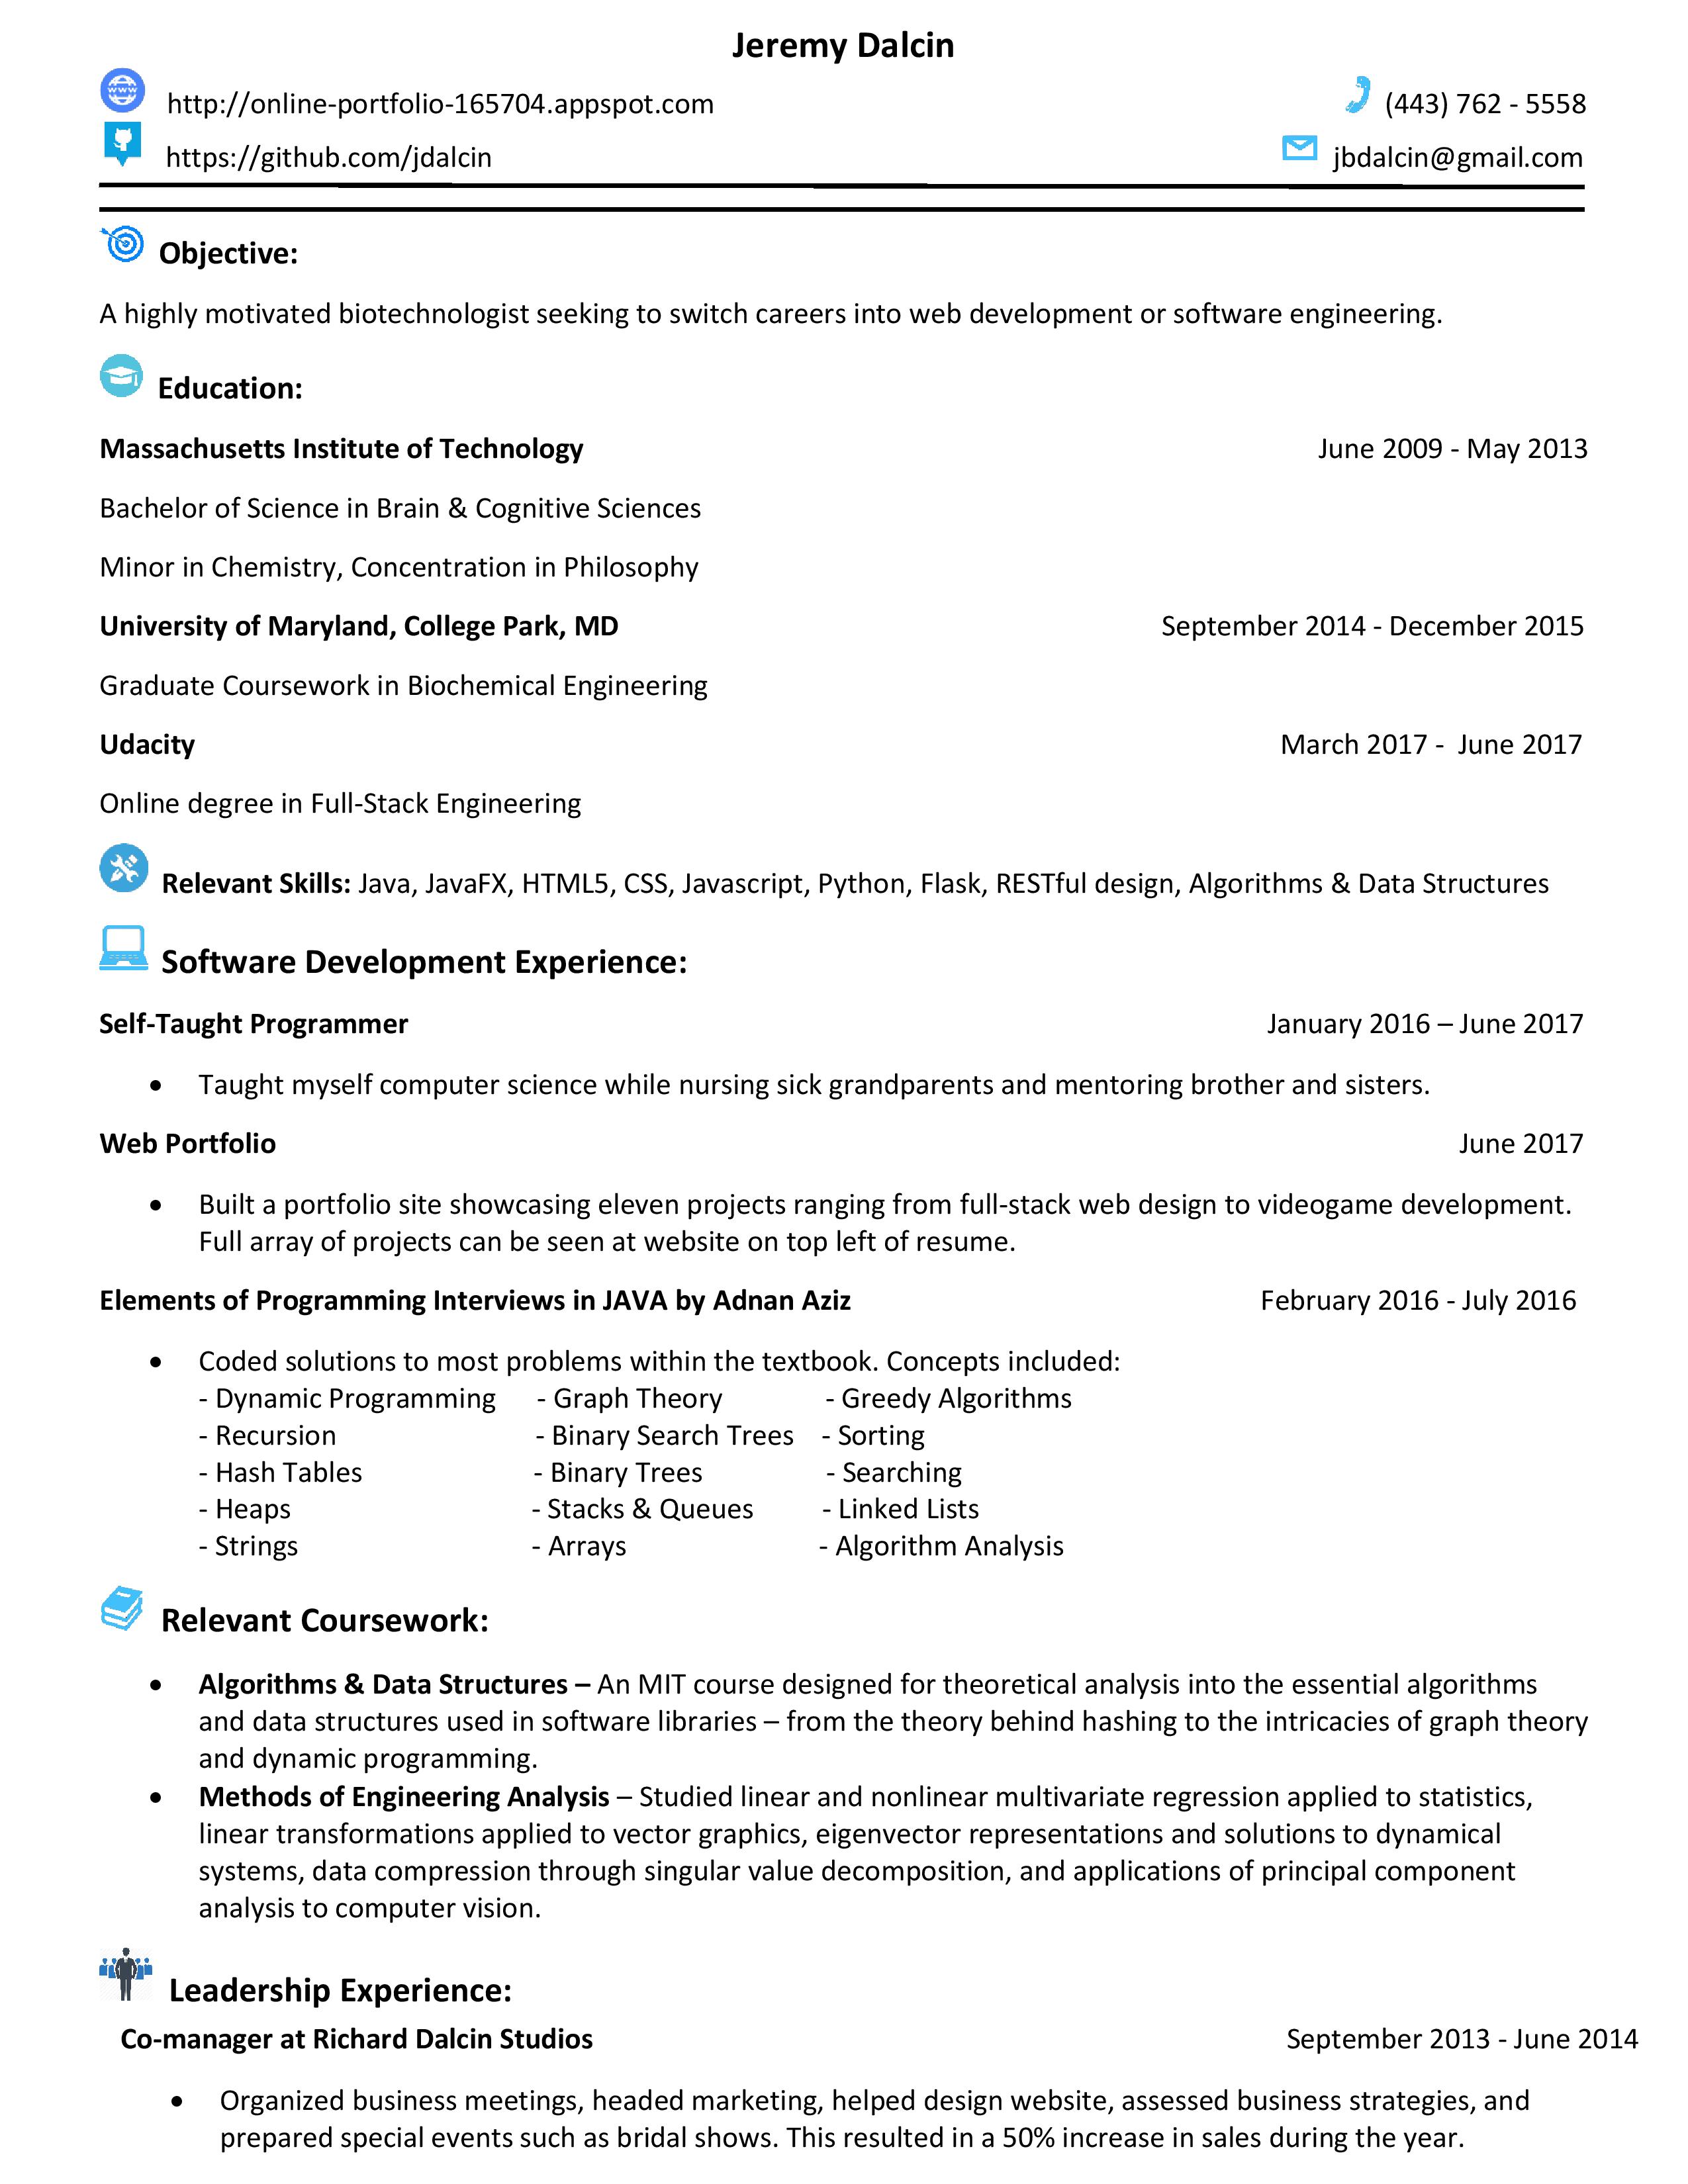 Jeremy Dalcin
www
http://online-portfolio-165704.appspot.com (443) 762 - 5558
https://github.com/jdalcin jbdalcin@gmail.com
Objective:
A highly motivated biotechnologist seeking to switch careers into web development or software engineering.
Education:
Massachusetts Institute of Technology June 2009 - May 2013
Bachelor of Science in Brain & Cognitive Sciences
Minor in Chemistry, Concentration in Philosophy
University of Maryland, College Park, MD September 2014 - December 2015
Graduate Coursework in Biochemical Engineering
Udacity March 2017 - June 2017
Online degree in Full-Stack Engineering
Relevant Skills: Java, JavaFX, HTML5, CSS, Javascript, Python, Flask, RESTful design, Algorithms & Data Structures
Software Development Experience:
Self-Taught Programmer January 2016 – June 2017
• Taught myself computer science while nursing sick grandparents and mentoring brother and sisters.
Web Portfolio June 2017
• Built a portfolio site showcasing eleven projects ranging from full-stack web design to videogame development.
Full array of projects can be seen at website on top left of resume.
Elements of Programming Interviews in JAVA by Adnan Aziz February 2016 - July 2016
• Coded solutions to most problems within the textbook. Concepts included:
- Dynamic Programming - Graph Theory - Greedy Algorithms
- Recursion - Binary Search Trees - Sorting
- Hash Tables - Binary Trees - Searching
- Heaps - Stacks & Queues - Linked Lists
- Strings - Arrays - Algorithm Analysis
Relevant Coursework:
• Algorithms & Data Structures – An MIT course designed for theoretical analysis into the essential algorithms
and data structures used in software libraries – from the theory behind hashing to the intricacies of graph theory
and dynamic programming.
• Methods of Engineering Analysis – Studied linear and nonlinear multivariate regression applied to statistics,
linear transformations applied to vector graphics, eigenvector representations and solutions to dynamical
systems, data compression through singular value decomposition, and applications of principal component
analysis to computer vision.
Leadership Experience:
Co-manager at Richard Dalcin Studios September 2013 - June 2014
• Organized business meetings, headed marketing, helped design website, assessed business strategies, and
prepared special events such as bridal shows. This resulted in a 50% increase in sales during the year.